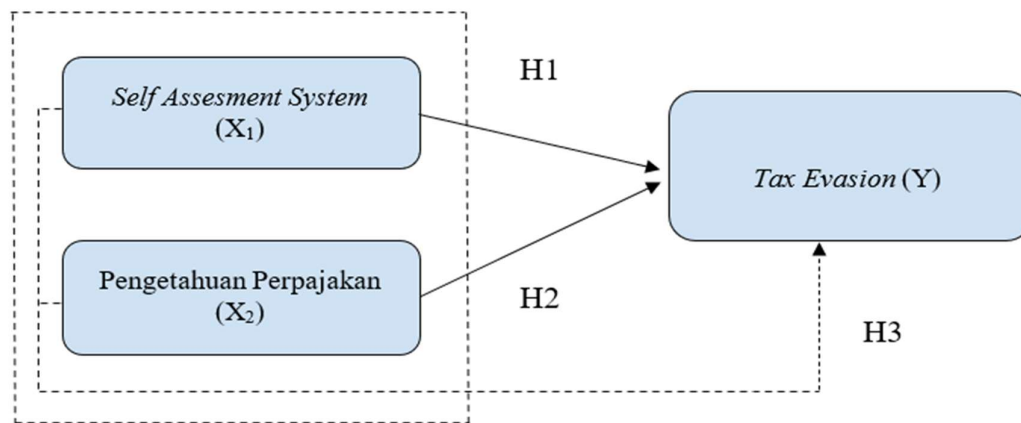 Self Assesment System
(X₁)
H1
Tax Evasion (Y)
Pengetahuan Perpajakan
(X₂)
H2
H3